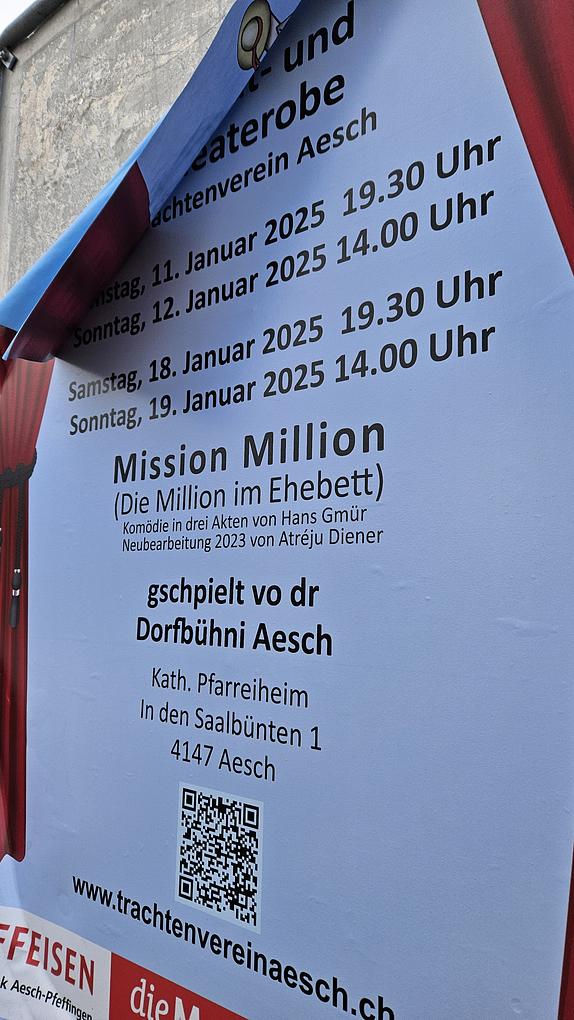 - und
eaterobe
achtenverein Aesch
nstag, 11. Januar 2025 19.30 Uhr
Sonntag, 12. Januar 2025 14.00 Uhr
Samstag, 18. Januar 2025 19.30 Uhr
Sonntag, 19. Januar 2025 14.00 Uhr
Mission Million
(Die Million im Ehebett)
Komödie in drei Akten von Hans Gmür
Neubearbeitung 2023 von Atréju Diener
gschpielt vo dr
Dorfbühni Aesch
Kath. Pfarreiheim
In den Saalbünten 1
4147 Aesch
www.trachtenvereinaesch.ch
FFEISEN
k Aesch-Pfeffingen
die M